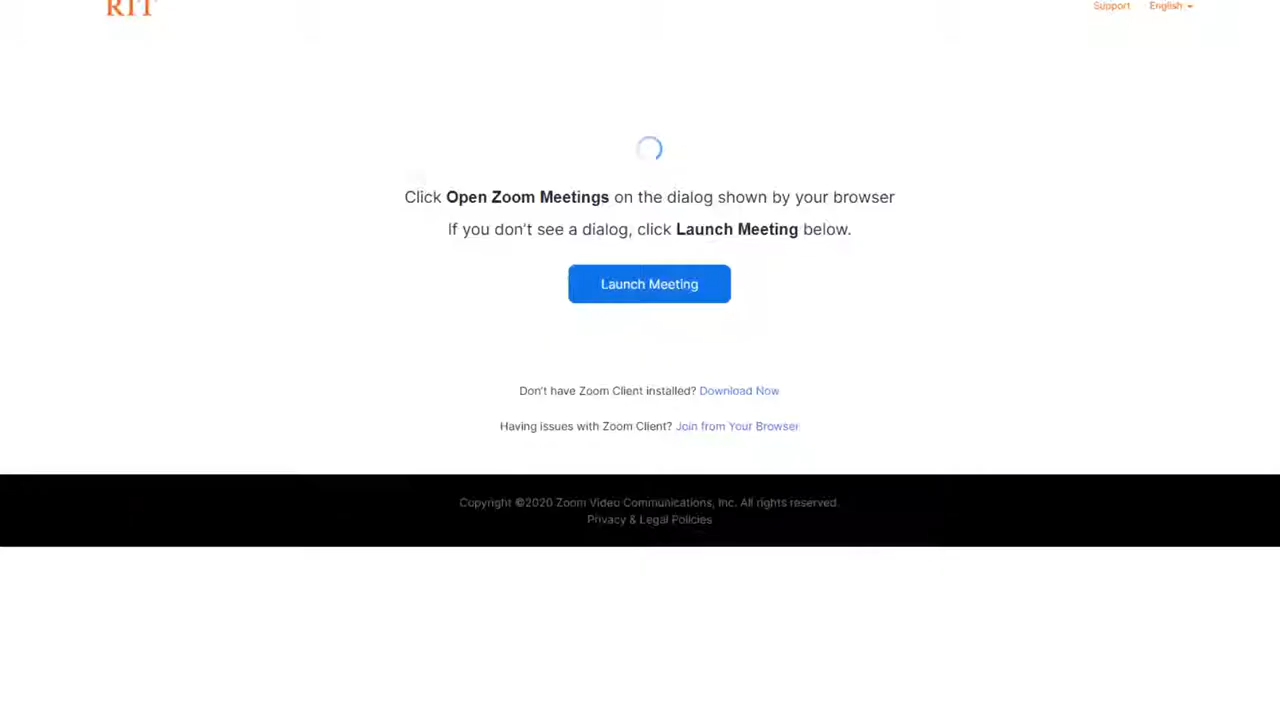 RIT
Support English
Click Open Zoom Meetings on the dialog shown by your browser
If you don't see a dialog, click Launch Meeting below.
Launch Meeting
Don't have Zoom Client installed? Download Now
Having issues with Zoom Client? Join from Your Browser
Copyright ©2020 Zoom Video Communications, Inc. All rights reserved.
Privacy & Legal Policies